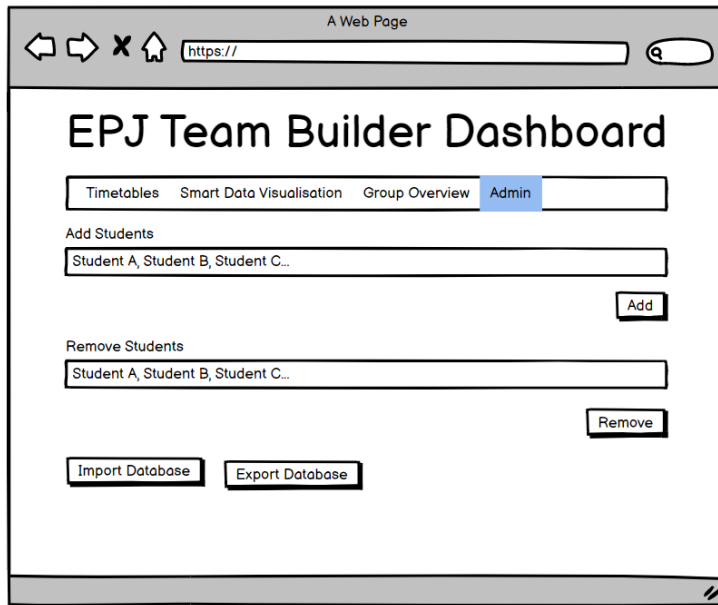 A Web Page
https://
EPJ Team Builder Dashboard
Timetables Smart Data Visualisation Group Overview Admin
Add Students
Student A, Student B, Student C...
Add
Remove Students
Student A, Student B, Student C...
Remove
Import Database Export Database